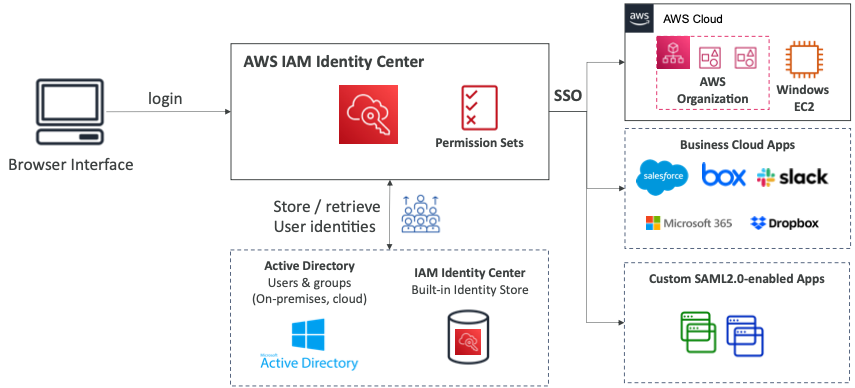 aws
AWS Cloud
AWS IAM Identity Center
AWS
Organization
Windows
EC2
login
SSO
Permission Sets
Browser Interface
Business Cloud Apps
salesforce
box
slack
Microsoft 365
Dropbox
Store / retrieve
User identities
Active Directory
Users & groups
(On-premises, cloud)
Microsoft
Active Directory
IAM Identity Center
Built-in Identity Store
Custom SAML2.0-enabled Apps